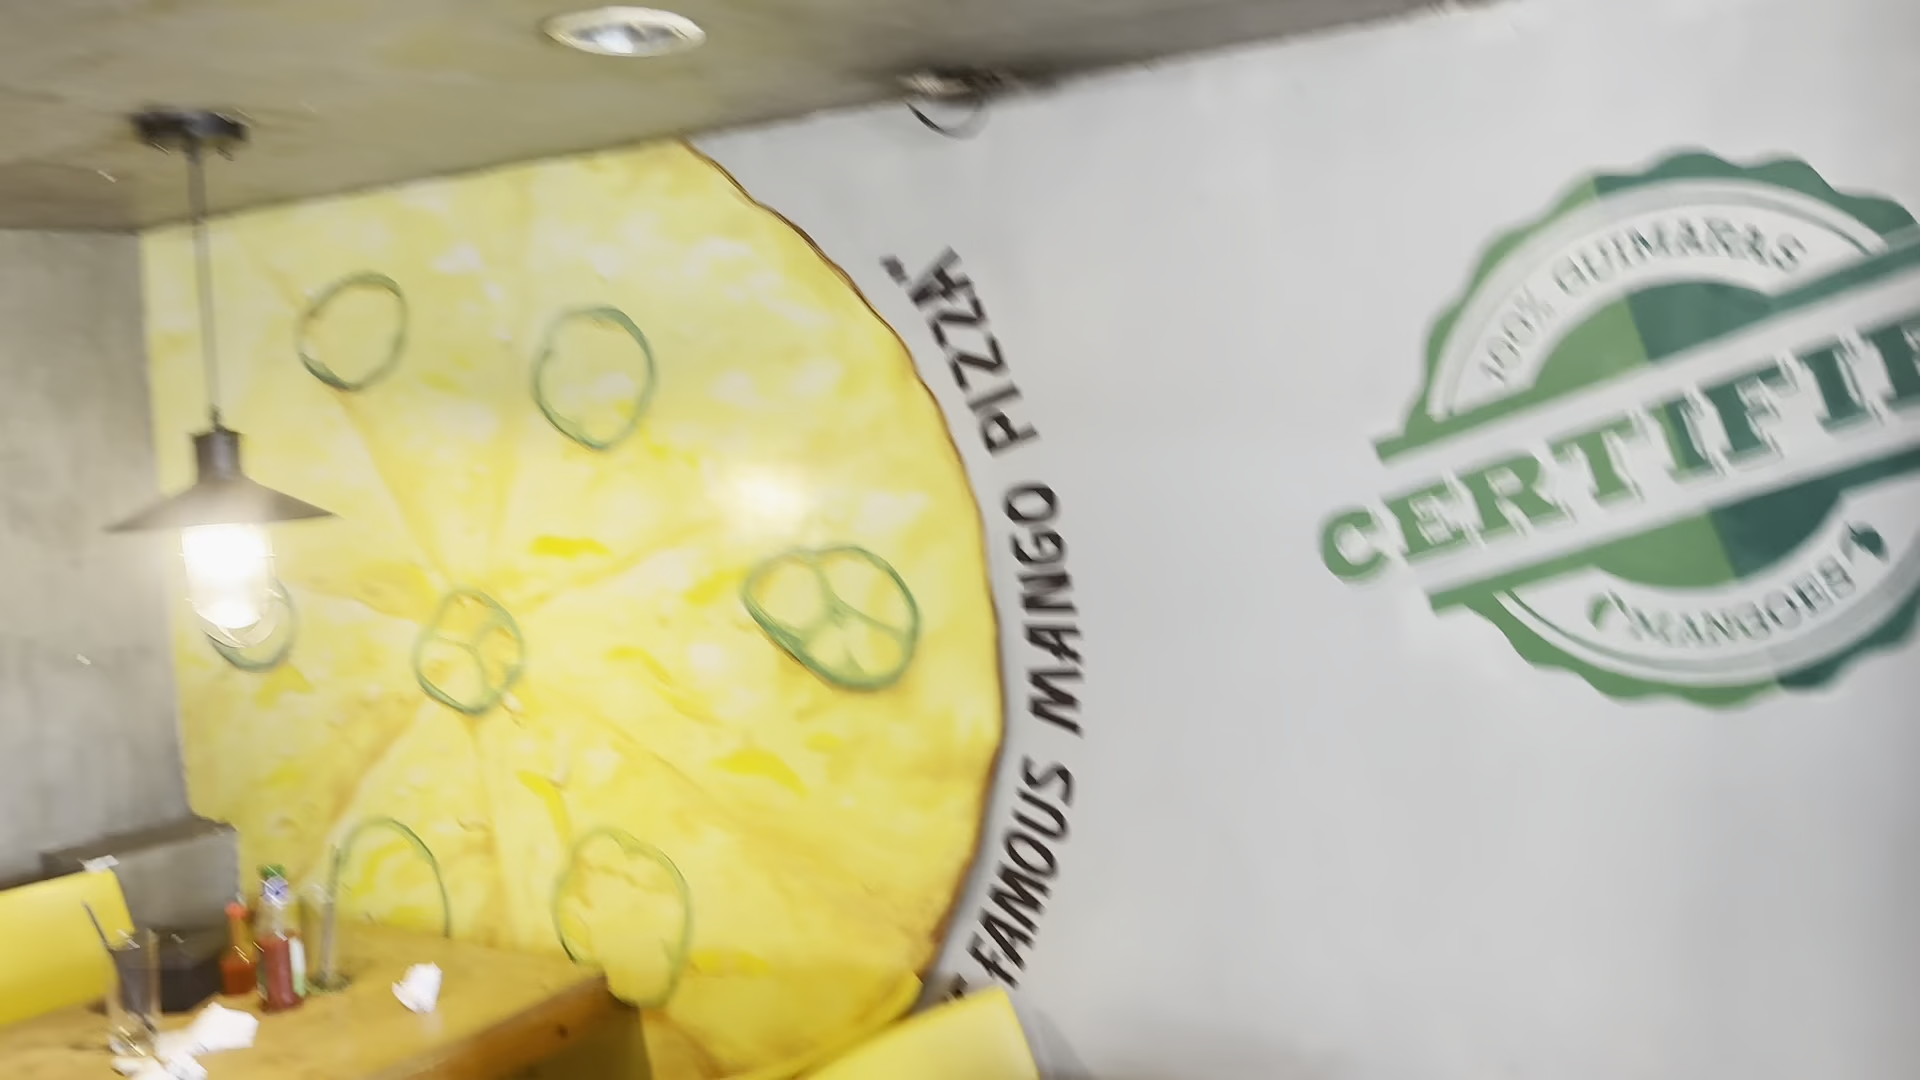 FAMOUS MANGO PIZZA
100% GUIMARAS
CERTIFIE
MANGOES